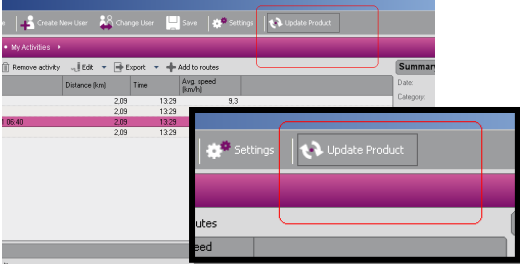 Create New User Change User Save Settings Update Product
My Activities
Remove activity Edit Export Add to routes
Summar
Distance (km) Time Avg. speed (km/h)
Date:
Category:
2,09 13:29 9,3
2,09 13:29
06:40 2,09 13:29
2,09 13:29
Settings Update Product
utes
eed